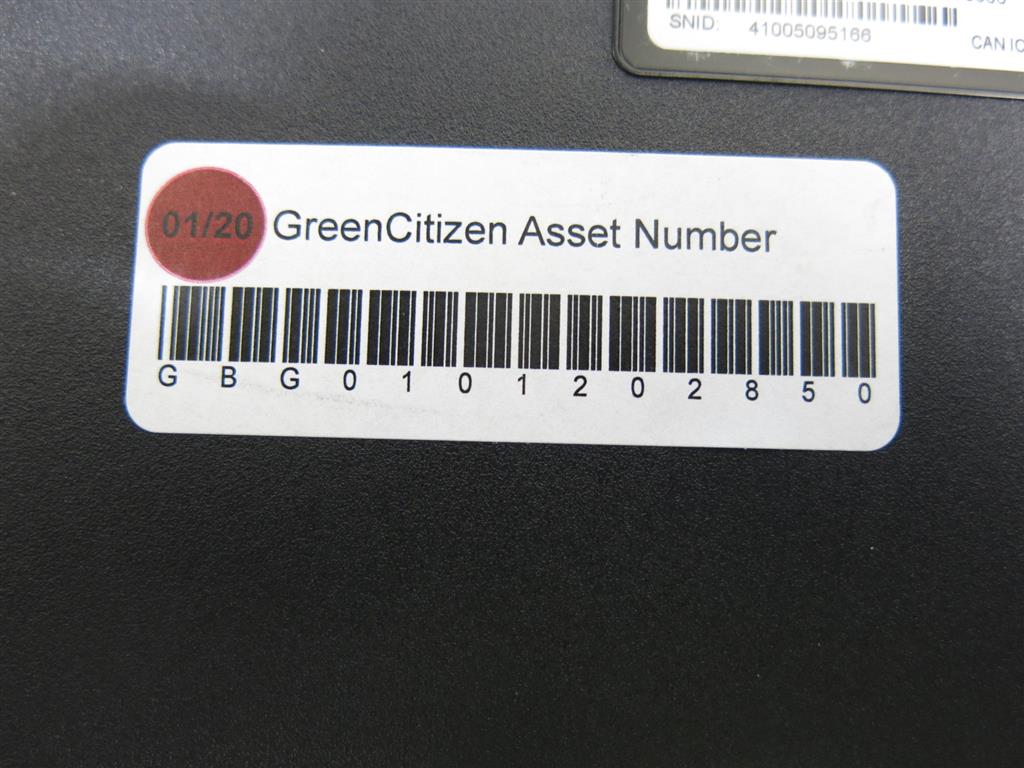 SNID: 41005095166
CAN IC
01/20 GreenCitizen Asset Number
G B G 0 1 0 1 2 0 2 8 5 0